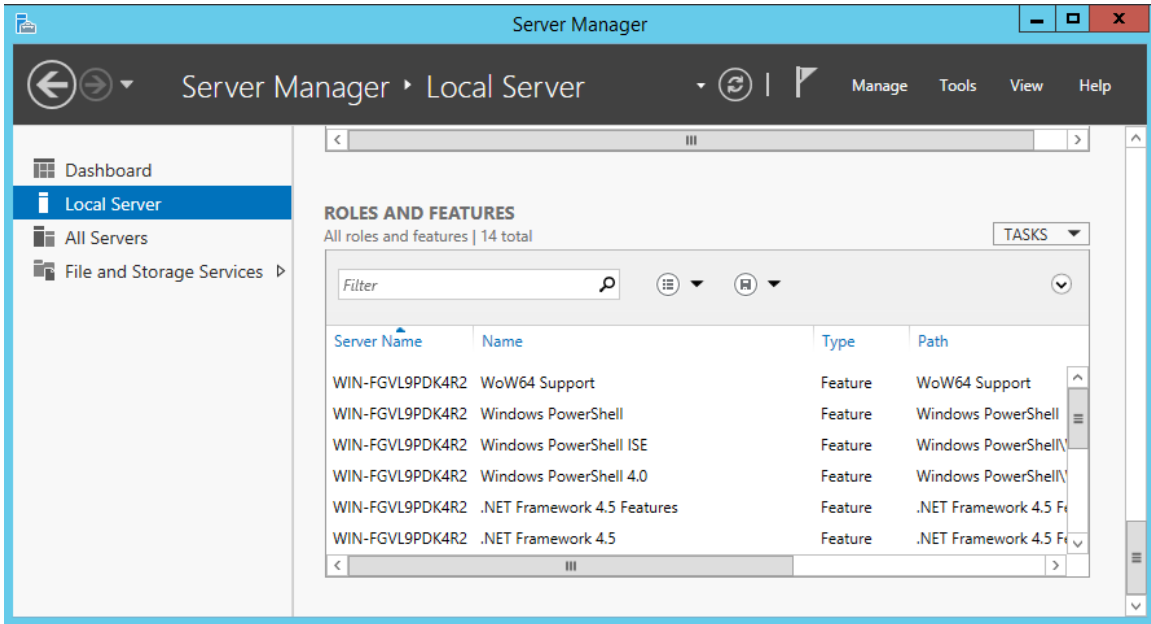 Server Manager
Server Manager ‣ Local Server
Manage Tools View Help
Dashboard
Local Server
All Servers
File and Storage Services
ROLES AND FEATURES
All roles and features | 14 total
TASKS
Filter
Server Name Name Type Path
WIN-FGVL9PDK4R2 WoW64 Support Feature WoW64 Support
WIN-FGVL9PDK4R2 Windows PowerShell Feature Windows PowerShell
WIN-FGVL9PDK4R2 Windows PowerShell ISE Feature Windows PowerShell\
WIN-FGVL9PDK4R2 Windows PowerShell 4.0 Feature Windows PowerShell\
WIN-FGVL9PDK4R2 .NET Framework 4.5 Features Feature .NET Framework 4.5 Fe
WIN-FGVL9PDK4R2 .NET Framework 4.5 Feature .NET Framework 4.5 Fe